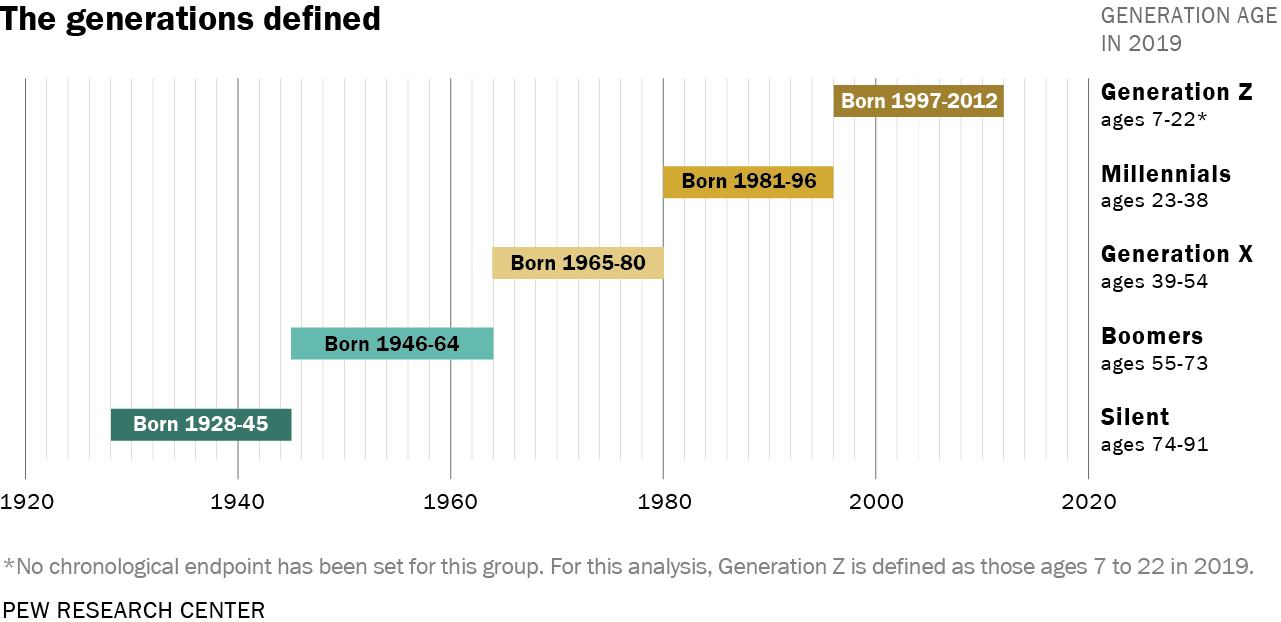 The generations defined
GENERATION AGE
IN 2019
Born 1997-2012
Generation Z
ages 7-22*
Born 1981-96
Millennials
ages 23-38
Born 1965-80
Generation X
ages 39-54
Born 1946-64
Boomers
ages 55-73
Born 1928-45
Silent
ages 74-91
1920 1940 1960 1980 2000 2020
*No chronological endpoint has been set for this group. For this analysis, Generation Z is defined as those ages 7 to 22 in 2019.
PEW RESEARCH CENTER